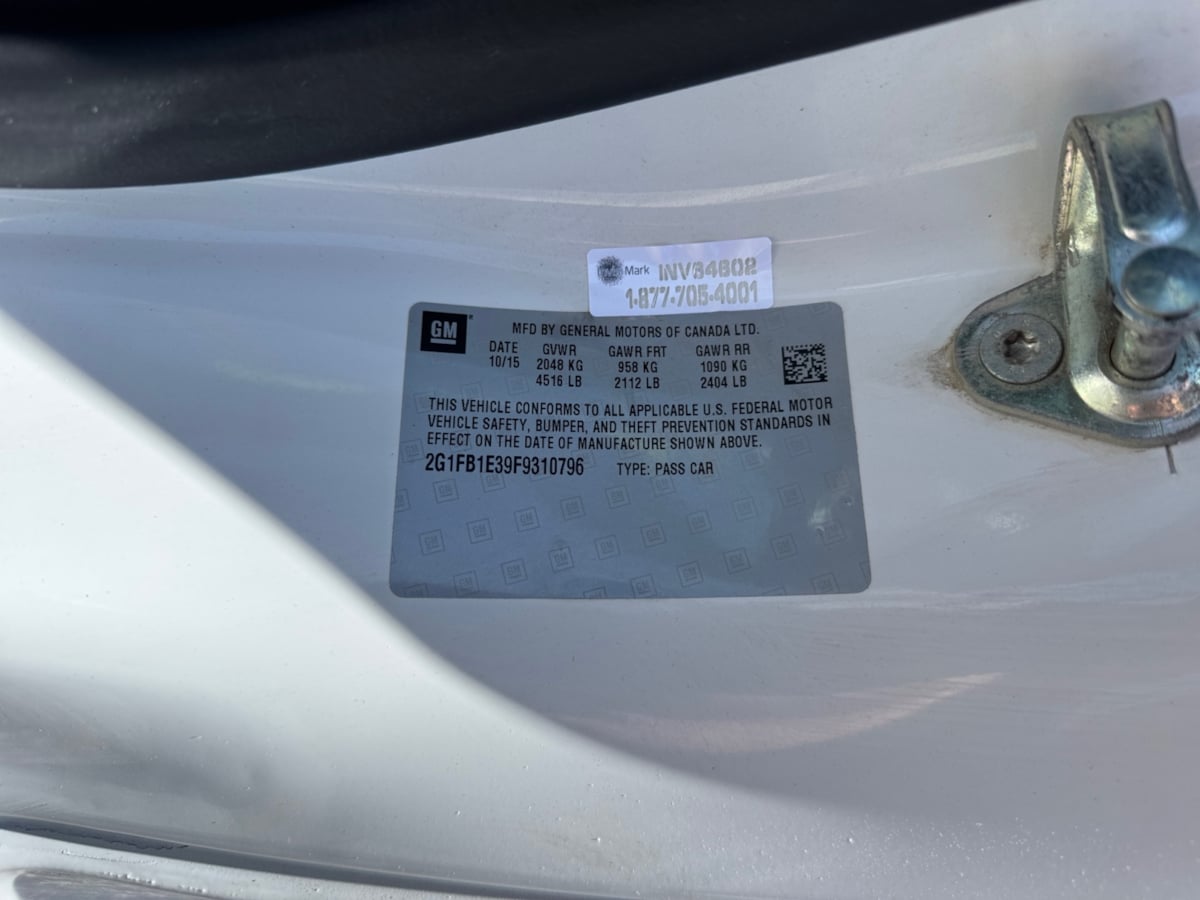 Mark INV84602
1·877·705·4001
GM®
MFD BY GENERAL MOTORS OF CANADA LTD.
DATE GVWR GAWR FRT GAWR RR
10/15 2048 KG 958 KG 1090 KG
4516 LB 2112 LB 2404 LB
THIS VEHICLE CONFORMS TO ALL APPLICABLE U.S. FEDERAL MOTOR
VEHICLE SAFETY, BUMPER, AND THEFT PREVENTION STANDARDS IN
EFFECT ON THE DATE OF MANUFACTURE SHOWN ABOVE.
2G1FB1E39F9310796 TYPE: PASS CAR